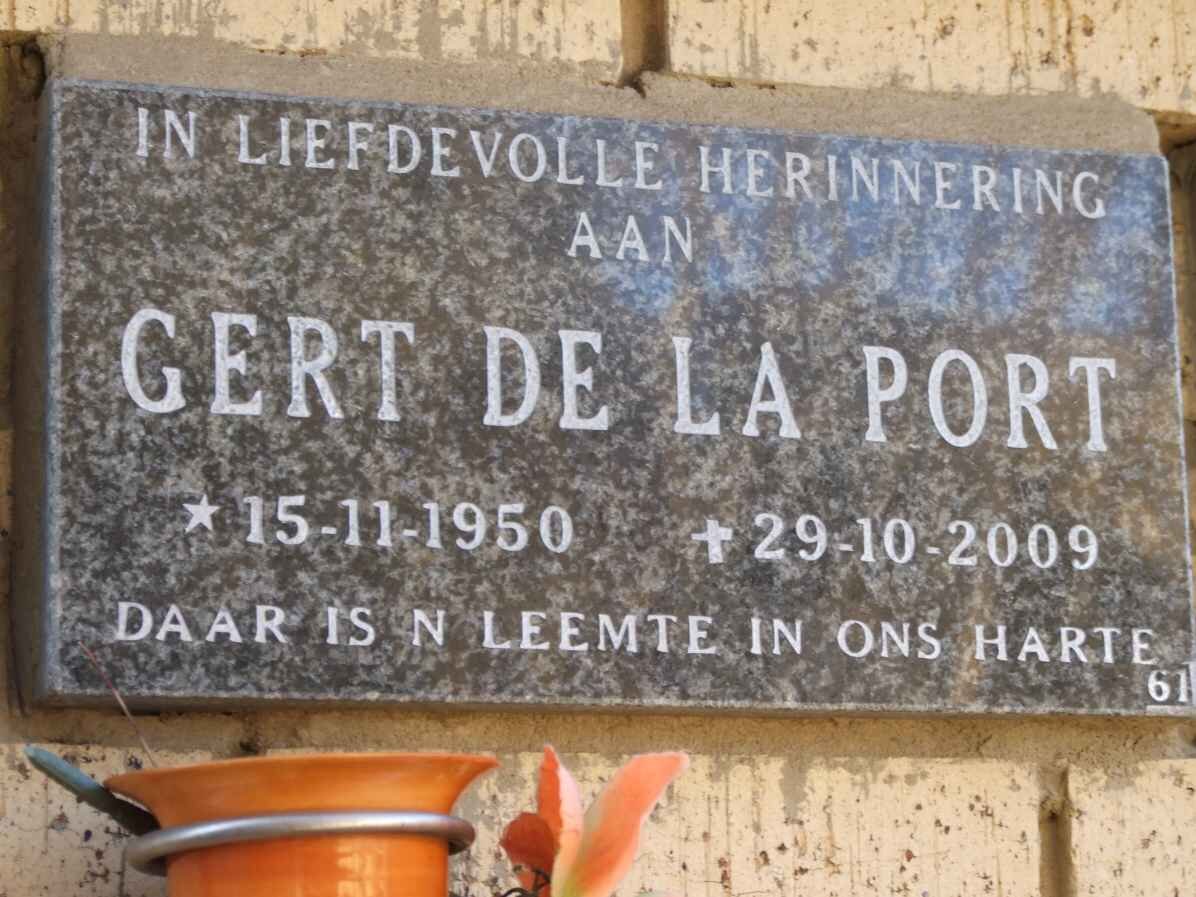 IN LIEFDEVOLLE HERINNERING
AAN
GERT DE LA PORT
★ 15-11-1950 ✝ 29-10-2009
DAAR IS N LEEMTE IN ONS HARTE
61